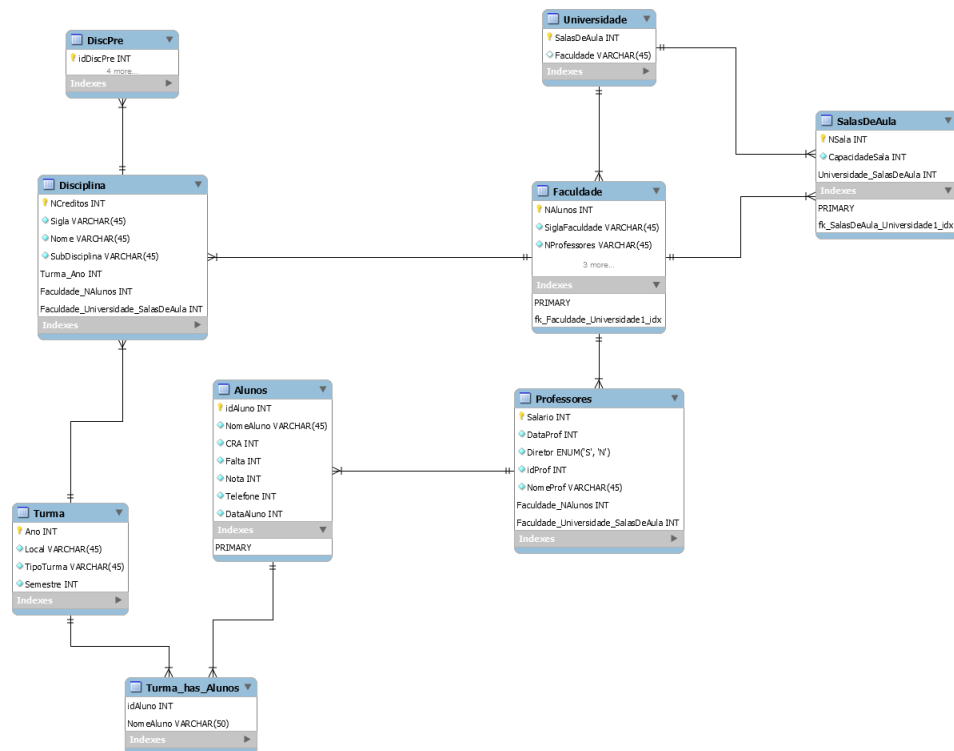 DiscPre
idDiscPre INT
4 more...
Indexes
Universidade
SalasDeAula INT
Faculdade VARCHAR(45)
Indexes
SalasDeAula
NSala INT
CapacidadeSala INT
Universidade_SalasDeAula INT
Indexes
PRIMARY
fk_SalasDeAula_Universidade1_idx
Disciplina
NCreditos INT
Sigla VARCHAR(45)
Nome VARCHAR(45)
SubDisciplina VARCHAR(45)
Turma_Ano INT
Faculdade_NAlunos INT
Faculdade_Universidade_SalasDeAula INT
Indexes
Faculdade
NAlunos INT
SiglaFaculdade VARCHAR(45)
NProfessores VARCHAR(45)
3 more...
Indexes
PRIMARY
fk_Faculdade_Universidade1_idx
Alunos
idAluno INT
NomeAluno VARCHAR(45)
CRA INT
Falta INT
Nota INT
Telefone INT
DataAluno INT
Indexes
PRIMARY
Professores
Salario INT
DataProf INT
Diretor ENUM('S', 'N')
idProf INT
NomeProf VARCHAR(45)
Faculdade_NAlunos INT
Faculdade_Universidade_SalasDeAula INT
Indexes
Turma
Ano INT
Local VARCHAR(45)
TipoTurma VARCHAR(45)
Semestre INT
Indexes
Turma_has_Alunos
idAluno INT
NomeAluno VARCHAR(50)
Indexes